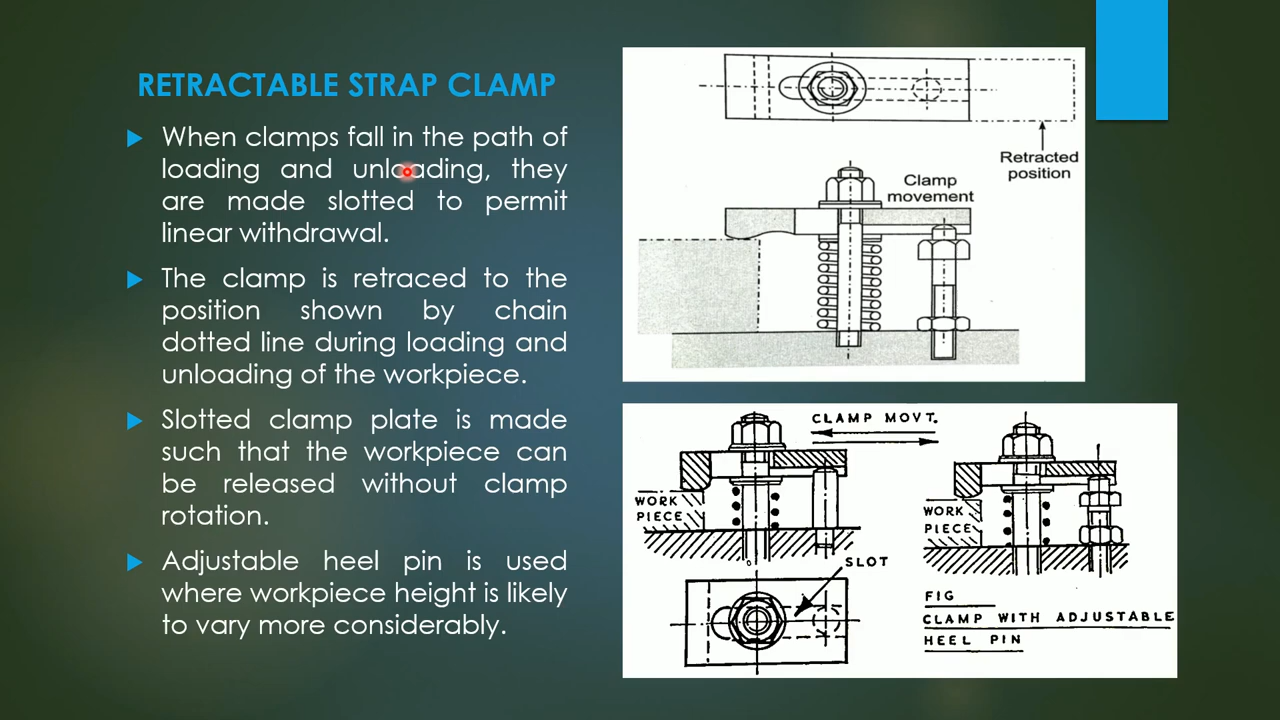 RETRACTABLE STRAP CLAMP
When clamps fall in the path of
loading and unloading, they
are made slotted to permit
linear withdrawal.
The clamp is retraced to the
position shown by chain
dotted line during loading and
unloading of the workpiece.
Slotted clamp plate is made
such that the workpiece can
be released without clamp
rotation.
Adjustable heel pin is used
where workpiece height is likely
to vary more considerably.
Retracted
position
Clamp
movement
CLAMP MOVT.
WORK
PIECE
WORK
PIECE
SLOT
FIG
CLAMP WITH ADJUSTABLE
HEEL PIN